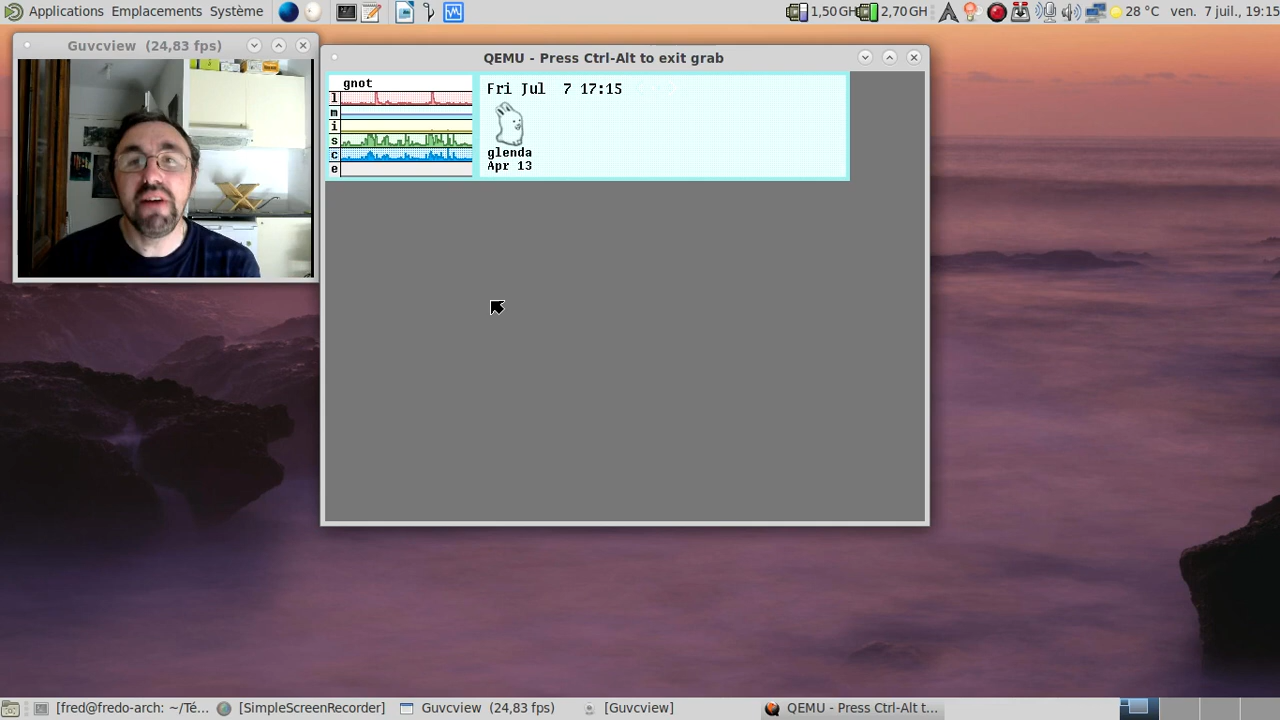 Applications Emplacements Système
1,50 GH 2,70 GH 28 °C ven. 7 juil., 19:15
Guvcview (24,83 fps)
QEMU - Press Ctrl-Alt to exit grab
gnot
l
m
i
s
c
e
Fri Jul 7 17:15
glenda
Apr 13
[fred@fredo-arch: ~/Té... [SimpleScreenRecorder] Guvcview (24,83 fps) [Guvcview] QEMU - Press Ctrl-Alt t...